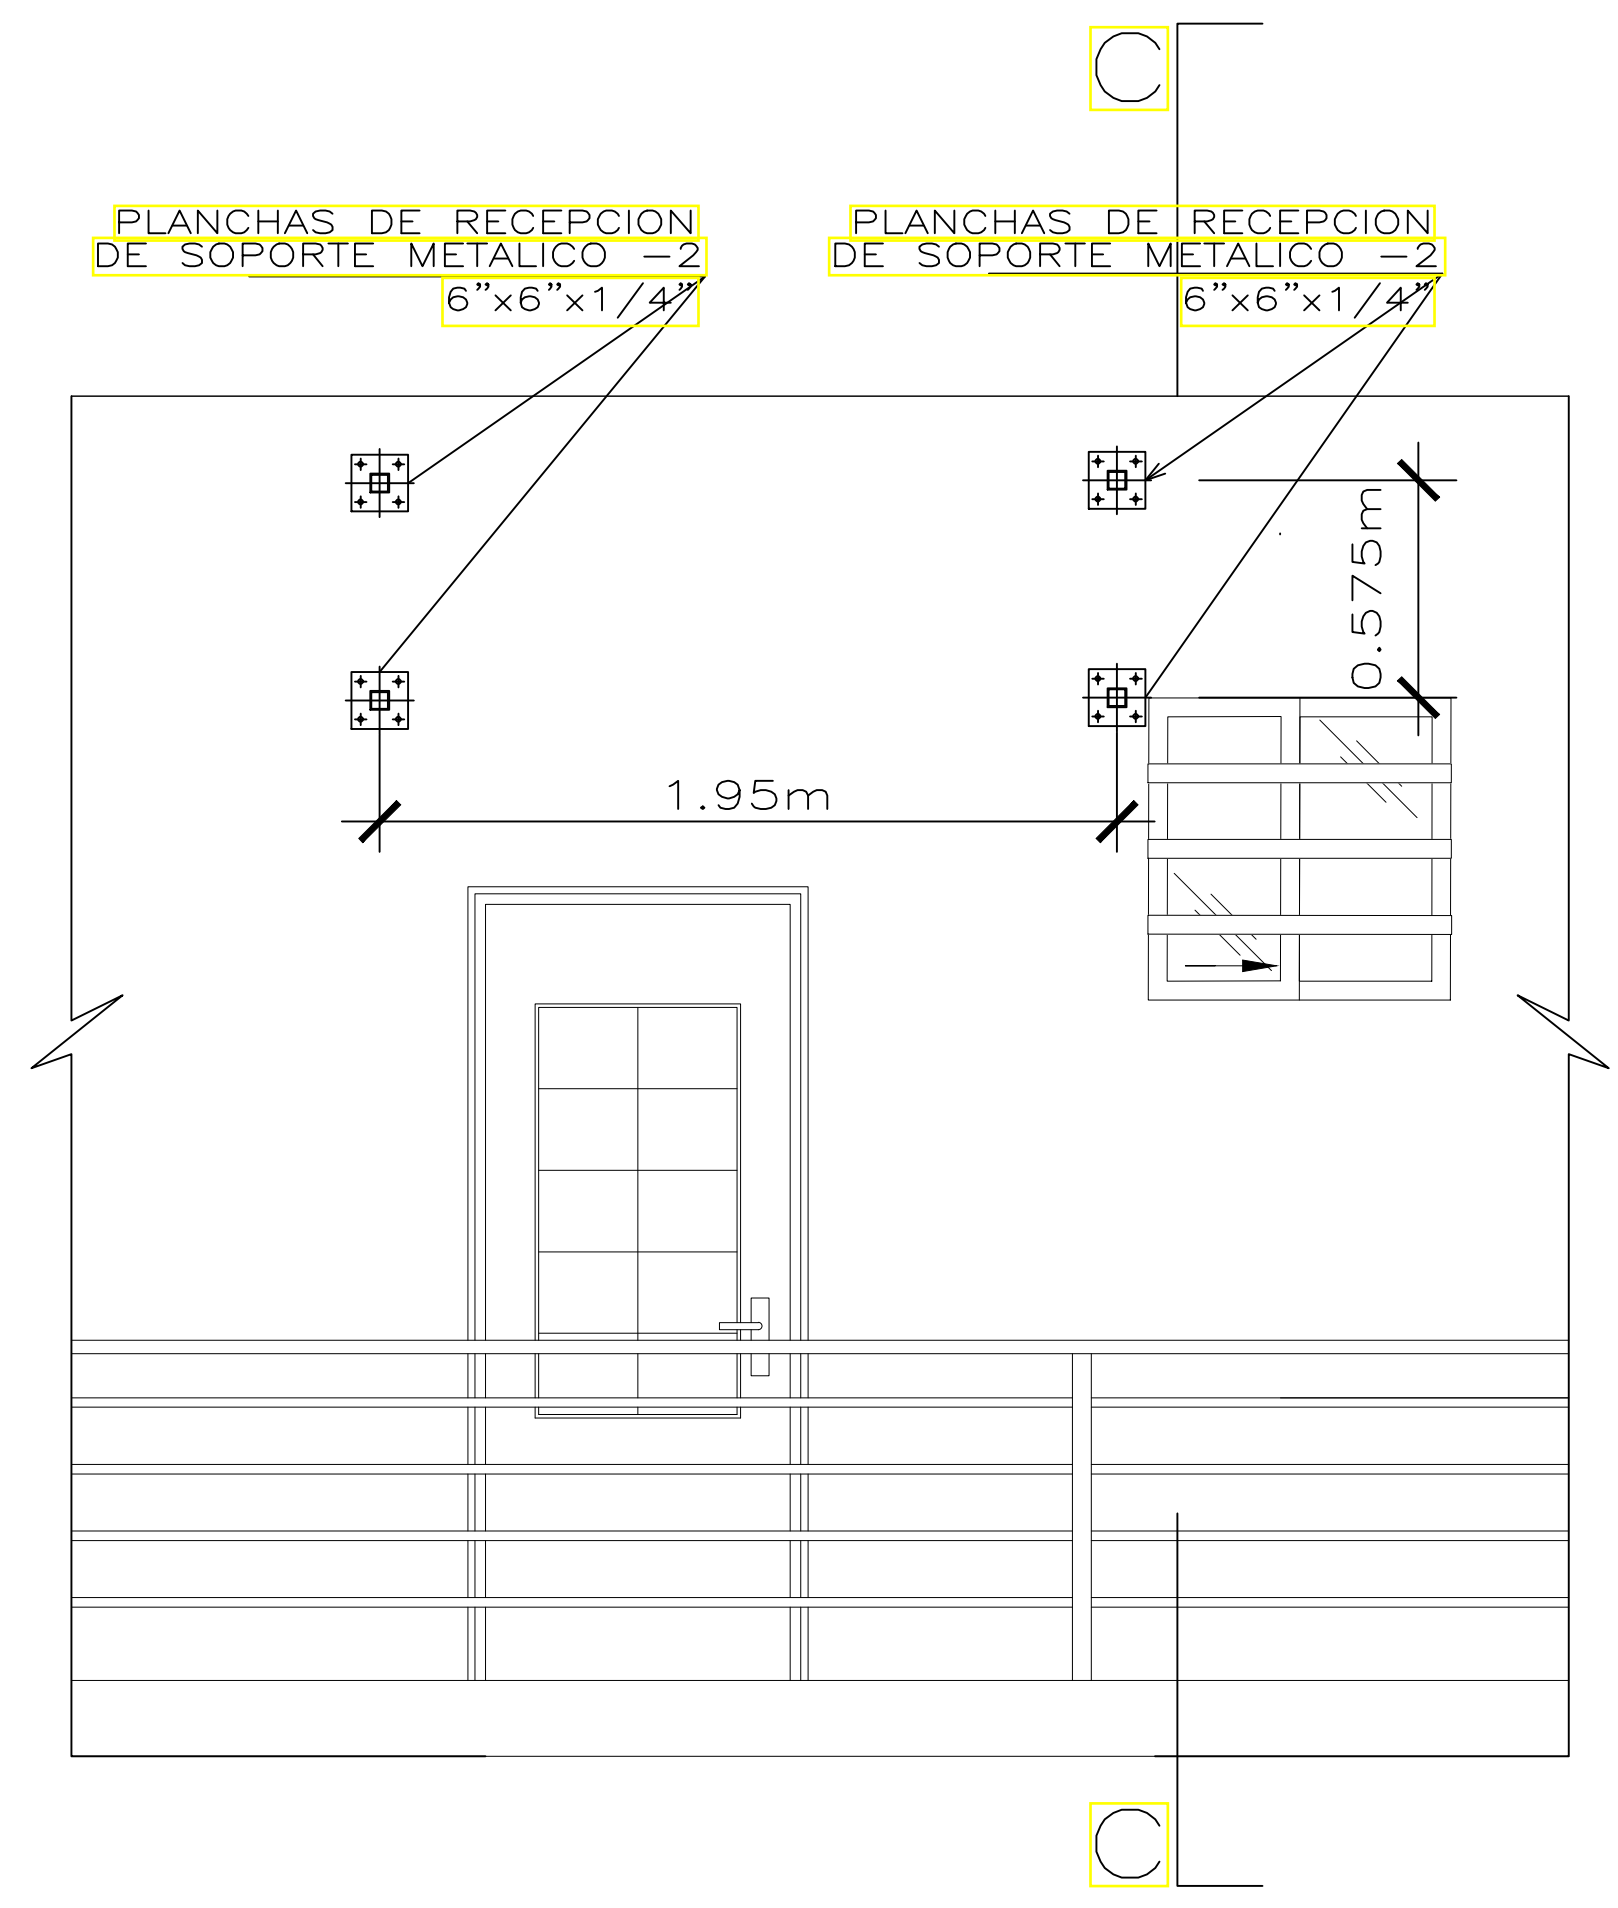 C
PLANCHAS DE RECEPCION
DE SOPORTE METALICO -2
6"x6"x1/4"
PLANCHAS DE RECEPCION
DE SOPORTE METALICO -2
6"x6"x1/4"
0.575m
1.95m
C